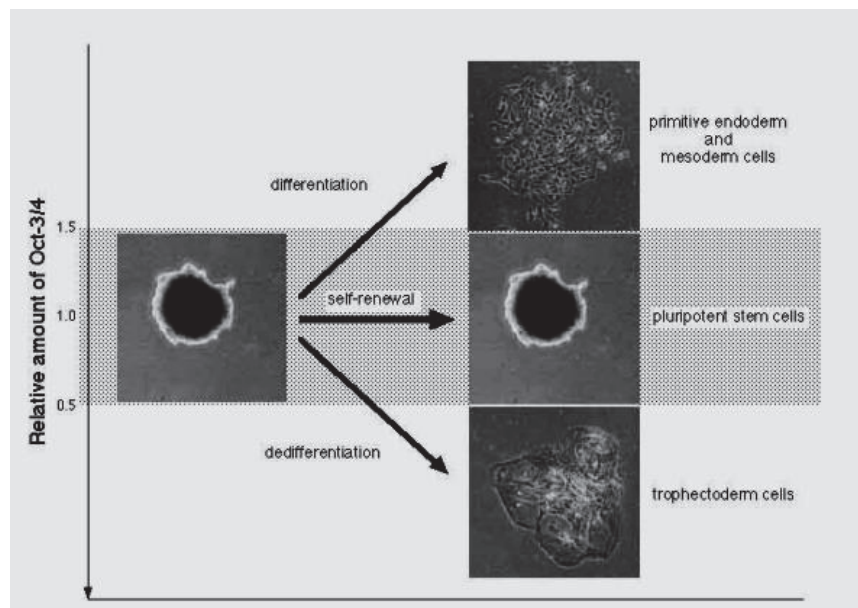 primitive endoderm
and
mesoderm cells
differentiation
Relative amount of Oct-3/4
1.5
self-renewal
1.0
pluripotent stem cells
0.5
dedifferentiation
trophectoderm cells